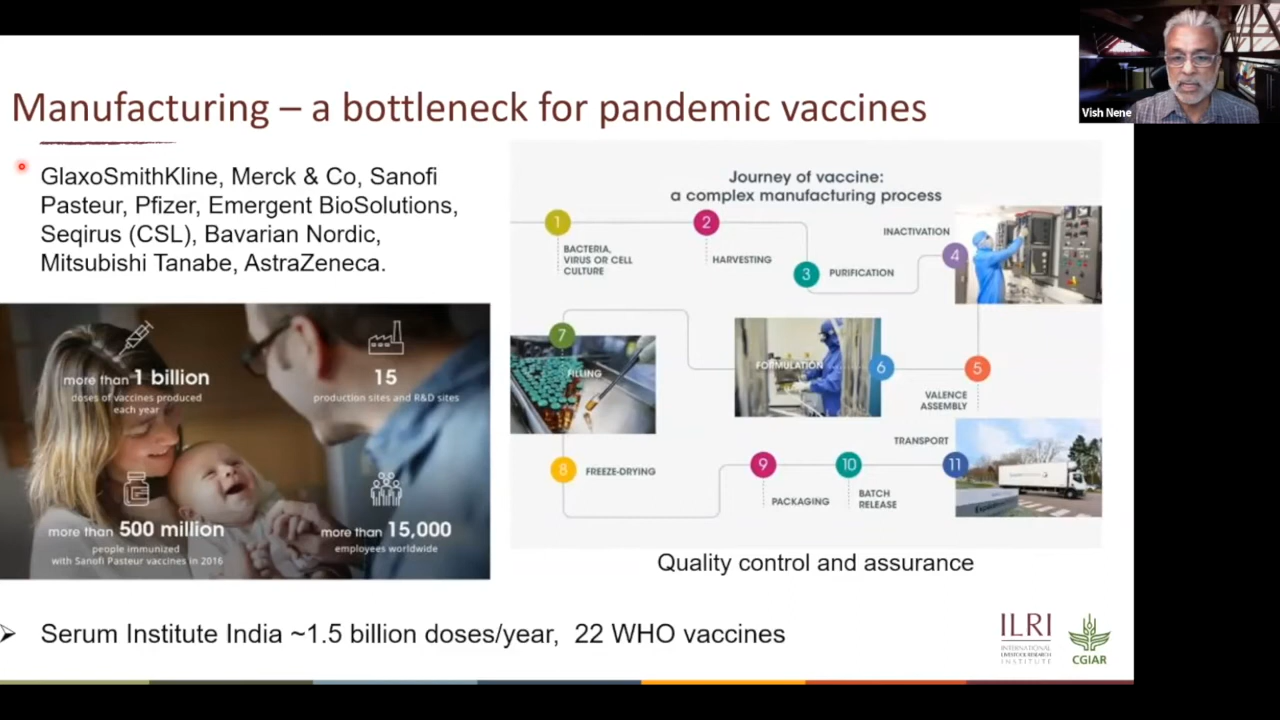 Vish Nene
Manufacturing – a bottleneck for pandemic vaccines
GlaxoSmithKline, Merck & Co, Sanofi
Pasteur, Pfizer, Emergent BioSolutions,
Seqirus (CSL), Bavarian Nordic,
Mitsubishi Tanabe, AstraZeneca.
more than 1 billion
doses of vaccines produced
each year
15
production sites and R&D sites
more than 500 million
people immunized
with Sanofi Pasteur vaccines in 2016
more than 15,000
employees worldwide
Journey of vaccine:
a complex manufacturing process
1
BACTERIA,
VIRUS OR CELL
CULTURE
2
HARVESTING
3
PURIFICATION
INACTIVATION
4
5
VALENCE
ASSEMBLY
FORMULATION
6
7
FILLING
8
FREEZE-DRYING
9
PACKAGING
10
BATCH
RELEASE
TRANSPORT
11
Quality control and assurance
Serum Institute India ~1.5 billion doses/year, 22 WHO vaccines
ILRI
INTERNATIONAL
LIVESTOCK RESEARCH
INSTITUTE
CGIAR